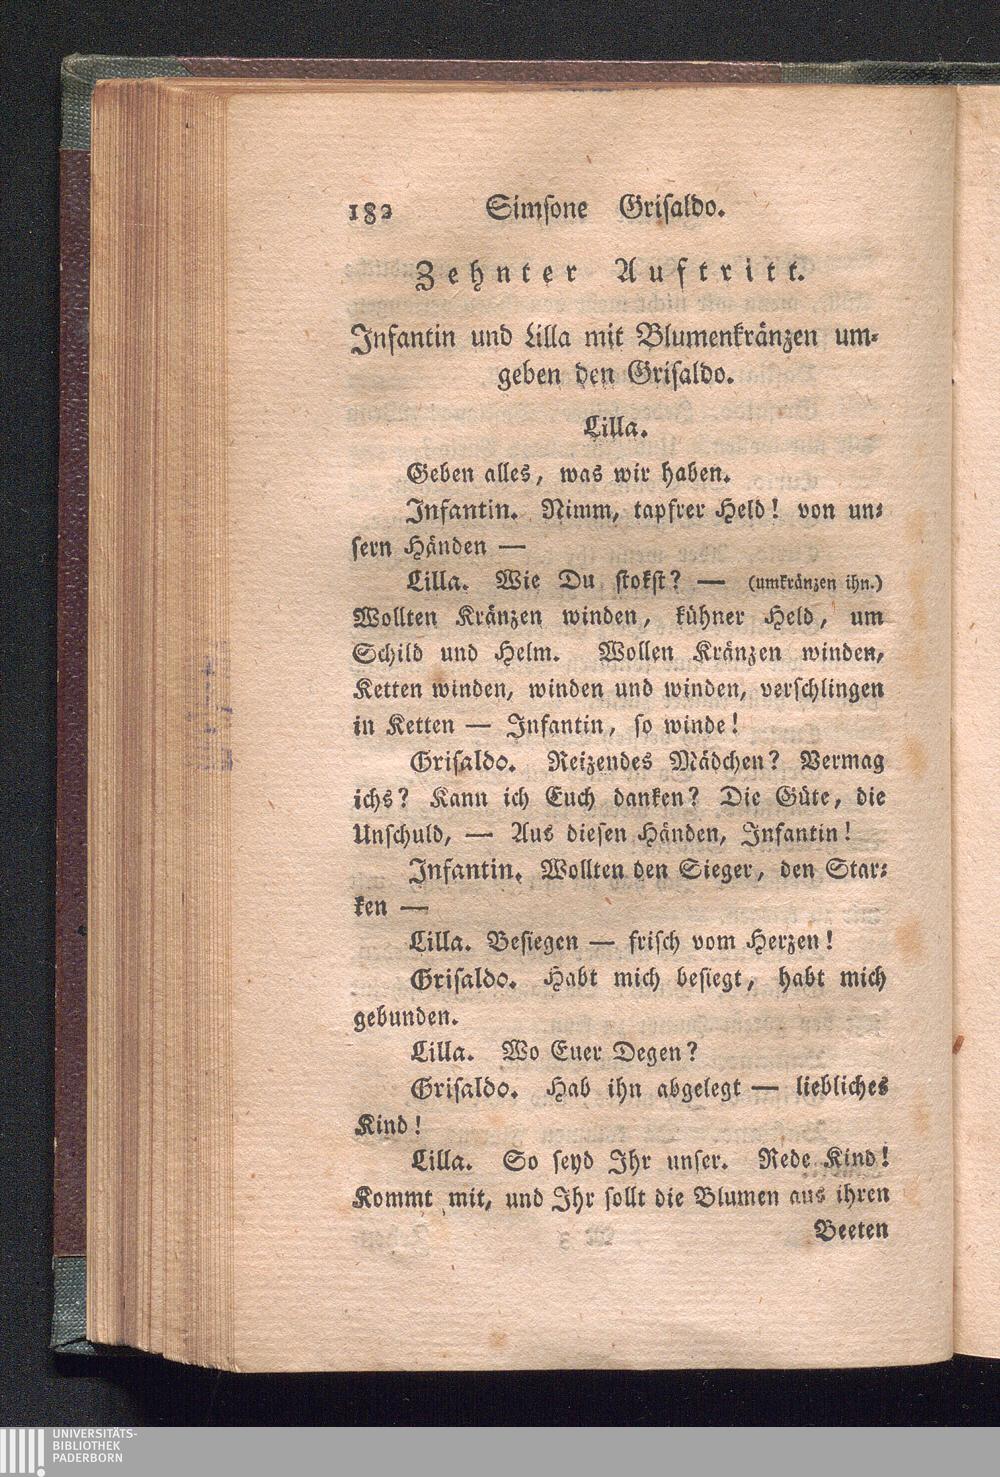 182 Simſone Griſaldo.
Zehnter Auftritt.
Infantin und Lilla mit Blumenkränzen um⸗
geben den Griſaldo.
Lilla.
Geben alles, was wir haben.
Infantin. Nimm, tapfrer Held! von un⸗
ſern Händen —
Lilla. Wie Du ſtokſt? — (umkränzen ihn.)
Wollten Kränzen winden, kühner Held, um
Schild und Helm. Wollen Kränzen winden,
Ketten winden, winden und winden, verſchlingen
in Ketten — Infantin, ſo winde!
Griſaldo. Reizendes Mädchen? Vermag
ichs? Kann ich Euch danken? Die Güte, die
Unſchuld, — Aus dieſen Händen, Infantin!
Infantin. Wollten den Sieger, den Star⸗
ken —
Lilla. Beſiegen — friſch vom Herzen!
Griſaldo. Habt mich beſiegt, habt mich
gebunden.
Lilla. Wo Euer Degen?
Griſaldo. Hab ihn abgelegt — liebliches
Kind!
Lilla. So ſeyd Ihr unſer. Rede Kind!
Kommt mit, und Ihr ſollt die Blumen aus ihren
Beeten
UNIVERSITÄTS-
BIBLIOTHEK
PADERBORN